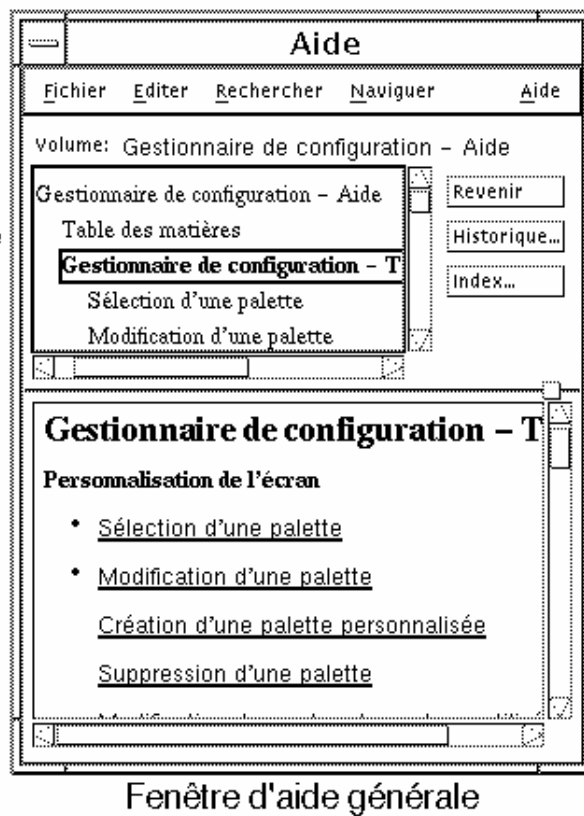 Aide
Fichier Editer Rechercher Naviguer Aide
Volume: Gestionnaire de configuration – Aide
Gestionnaire de configuration – Aide
Table des matières
Gestionnaire de configuration – T
Sélection d'une palette
Modification d'une palette
Revenir
Historique...
Index...
Gestionnaire de configuration – T
Personnalisation de l'écran
• Sélection d'une palette
• Modification d'une palette
Création d'une palette personnalisée
Suppression d'une palette
Fenêtre d'aide générale